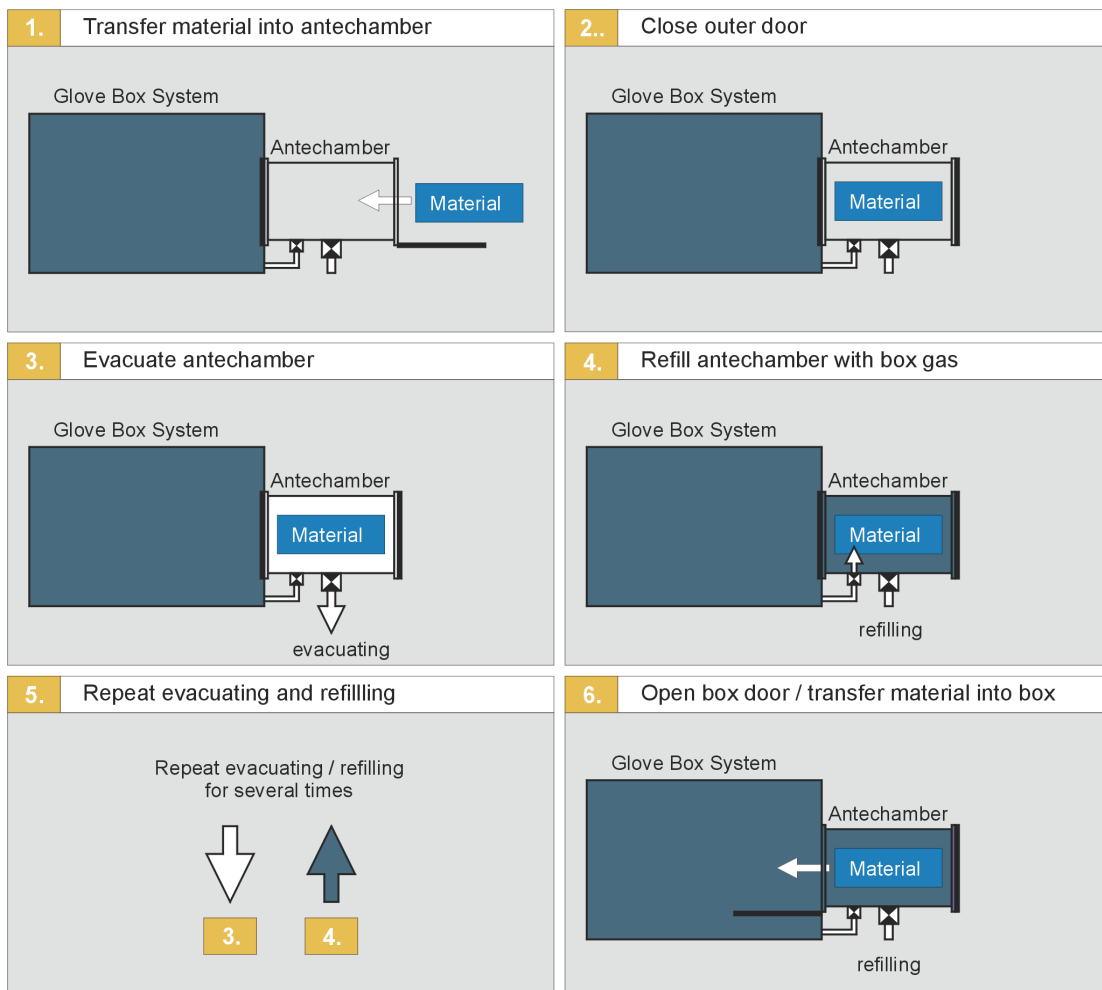 1. Transfer material into antechamber
Glove Box System
Antechamber
Material
2.. Close outer door
Glove Box System
Antechamber
Material
3. Evacuate antechamber
Glove Box System
Antechamber
Material
evacuating
4. Refill antechamber with box gas
Glove Box System
Antechamber
Material
refilling
5. Repeat evacuating and refillling
Repeat evacuating / refilling
for several times
3. 4.
6. Open box door / transfer material into box
Glove Box System
Antechamber
Material
refilling